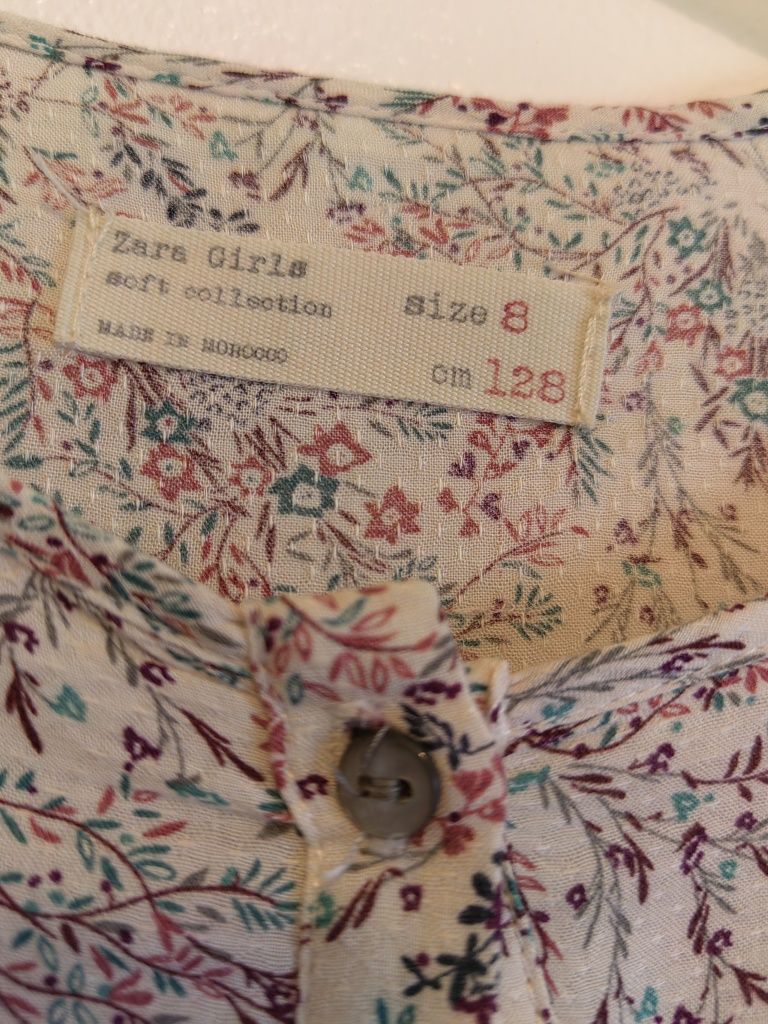 Zara Girls
soft collection
MADE IN MOROCCO
size 8
cm 128